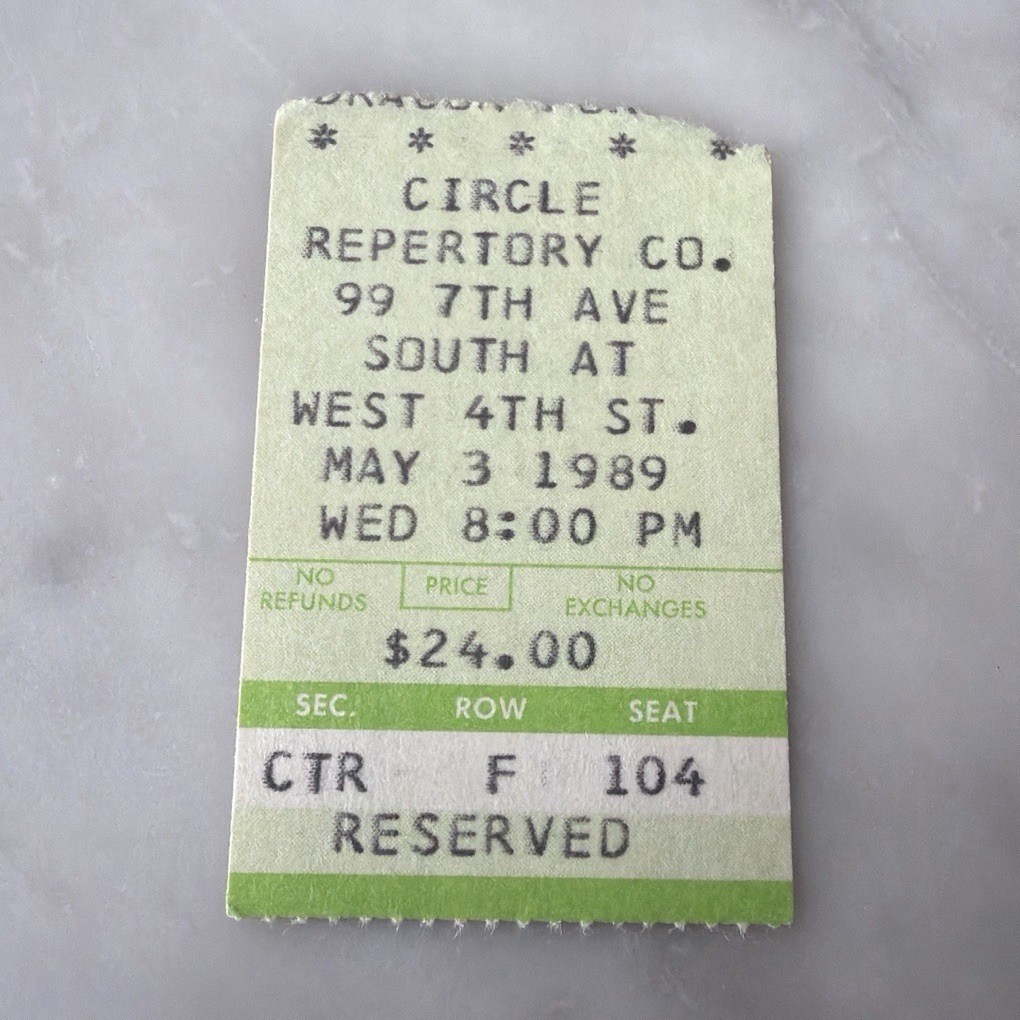 * * * * *
CIRCLE
REPERTORY CO.
99 7TH AVE
SOUTH AT
WEST 4TH ST.
MAY 3 1989
WED 8:00 PM
NO REFUNDS PRICE NO EXCHANGES
$24.00
SEC. ROW SEAT
CTR F 104
RESERVED